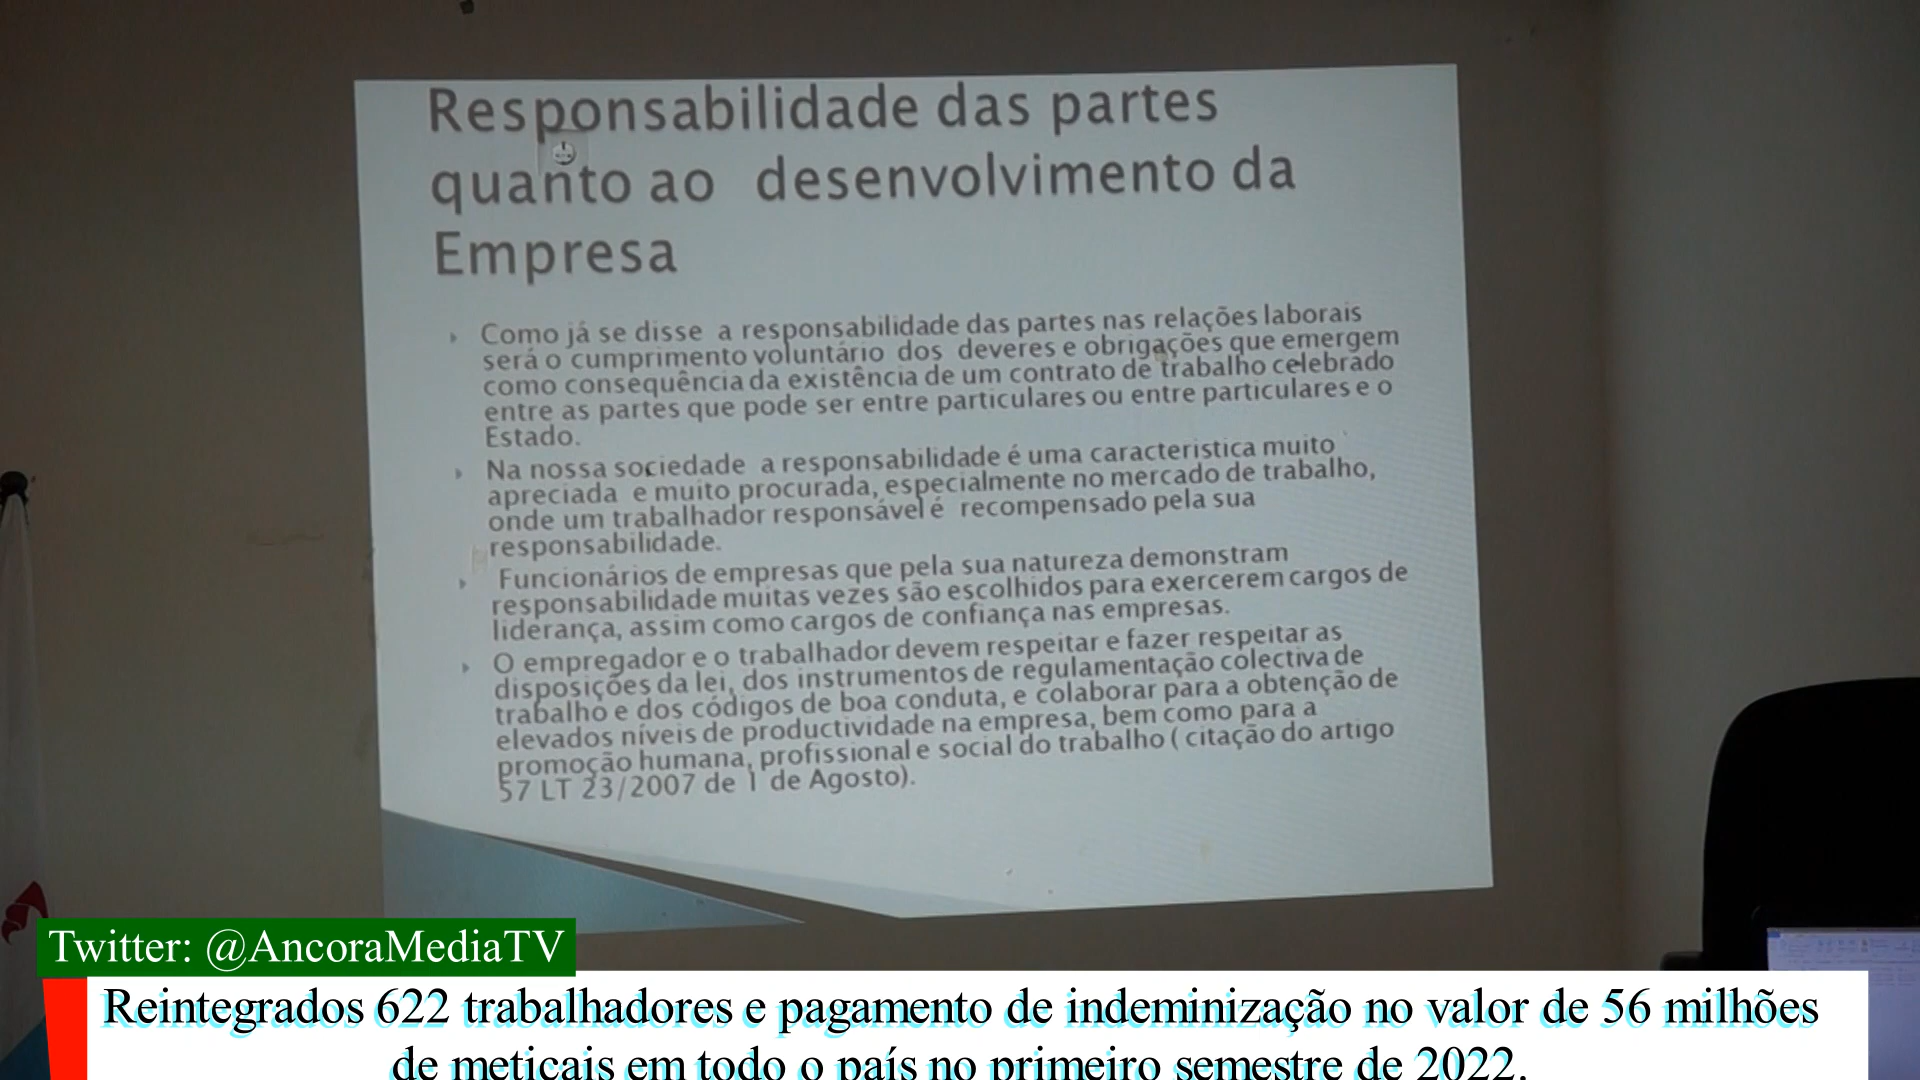 Responsabilidade das partes
quanto ao desenvolvimento da
Empresa
Como já se disse a responsabilidade das partes nas relações laborais
será o cumprimento voluntário dos deveres e obrigações que emergem
como consequência da existência de um contrato de trabalho celebrado
entre as partes que pode ser entre particulares ou entre particulares e o
Estado.
Na nossa sociedade a responsabilidade é uma caracteristica muito
apreciada e muito procurada, especialmente no mercado de trabalho,
onde um trabalhador responsável é recompensado pela sua
responsabilidade.
Funcionários de empresas que pela sua natureza demonstram
responsabilidade muitas vezes são escolhidos para exercerem cargos de
liderança, assim como cargos de confiança nas empresas.
O empregador e o trabalhador devem respeitar e fazer respeitar as
disposições da lei, dos instrumentos de regulamentação colectiva de
trabalho e dos códigos de boa conduta, e colaborar para a obtenção de
elevados níveis de productividade na empresa, bem como para a
promoção humana, profissional e social do trabalho ( citação do artigo
57 LT 23/2007 de 1 de Agosto).
Twitter: @AncoraMediaTV
Reintegrados 622 trabalhadores e pagamento de indeminização no valor de 56 milhões
de meticais em todo o país no primeiro semestre de 2022.